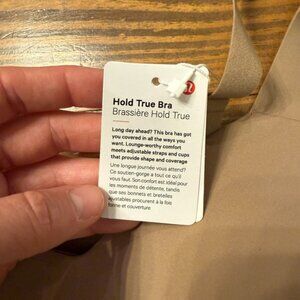 Hold True Bra
Brassière Hold True
Long day ahead? This bra has got
you covered in all the ways you
want. Lounge-worthy comfort
meets adjustable straps and cups
that provide shape and coverage
Une longue journée vous attend?
Ce soutien-gorge a tout ce qu'il
vous faut. Son confort est idéal pour
les moments de détente, tandis
que ses bonnets et bretelles
ajustables procurent à la fois
forme et couverture